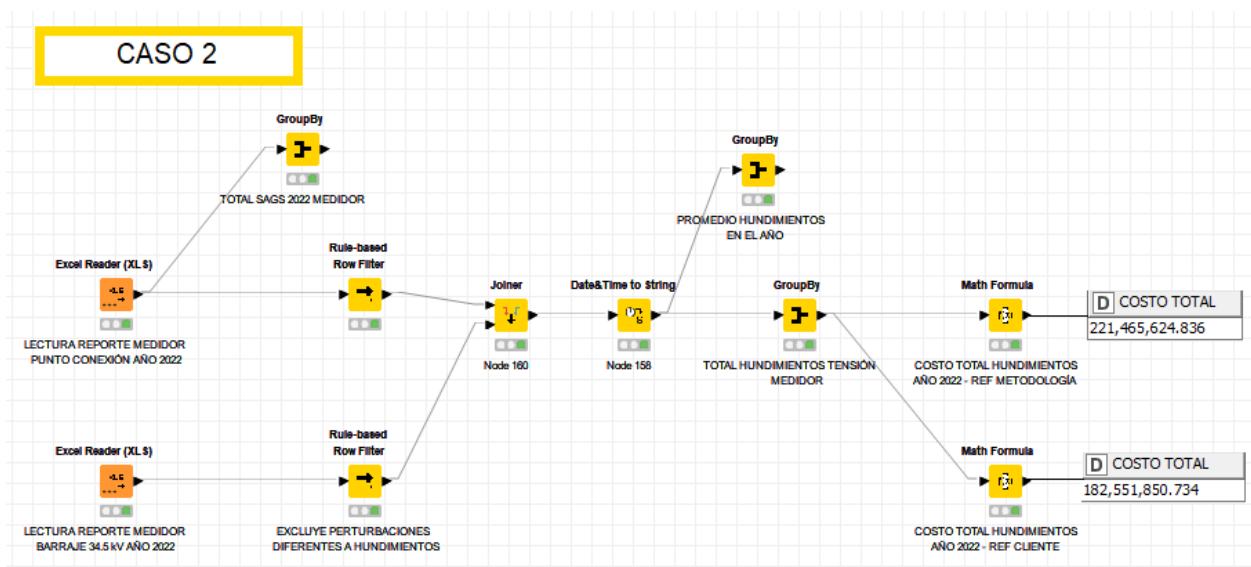 CASO 2
GroupBy
TOTAL SAGS 2022 MEDIDOR
GroupBy
PROMEDIO HUNDIMIENTOS
EN EL AÑO
Excel Reader (XLS)
LECTURA REPORTE MEDIDOR
PUNTO CONEXIÓN AÑO 2022
Rule-based
Row Filter
Joiner
Node 160
Date&Time to String
Node 158
GroupBy
TOTAL HUNDIMIENTOS TENSIÓN
MEDIDOR
Math Formula
COSTO TOTAL HUNDIMIENTOS
AÑO 2022 - REF METODOLOGÍA
D COSTO TOTAL
221,465,624.836
Excel Reader (XLS)
LECTURA REPORTE MEDIDOR
BARRAJE 34.5 kV AÑO 2022
Rule-based
Row Filter
EXCLUYE PERTURBACIONES
DIFERENTES A HUNDIMIENTOS
Math Formula
COSTO TOTAL HUNDIMIENTOS
AÑO 2022 - REF CLIENTE
D COSTO TOTAL
182,551,850.734